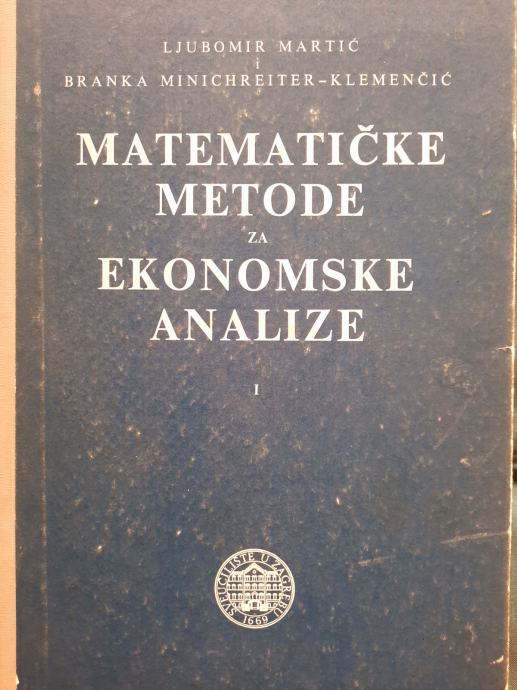 LJUBOMIR MARTIĆ
i
BRANKA MINICHREITER-KLEMENČIĆ
MATEMATIČKE
METODE
ZA
EKONOMSKE
ANALIZE
I
SVEUČILIŠTE U ZAGREBU
1669